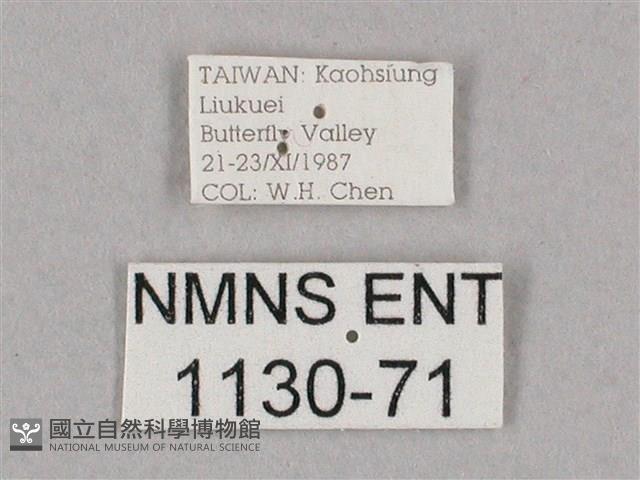 TAIWAN: Kaohsiung
Liukuei
Butterfly Valley
21-23/XI/1987
COL: W.H. Chen
NMNS ENT
1130-71
國立自然科學博物館
NATIONAL MUSEUM OF NATURAL SCIENCE